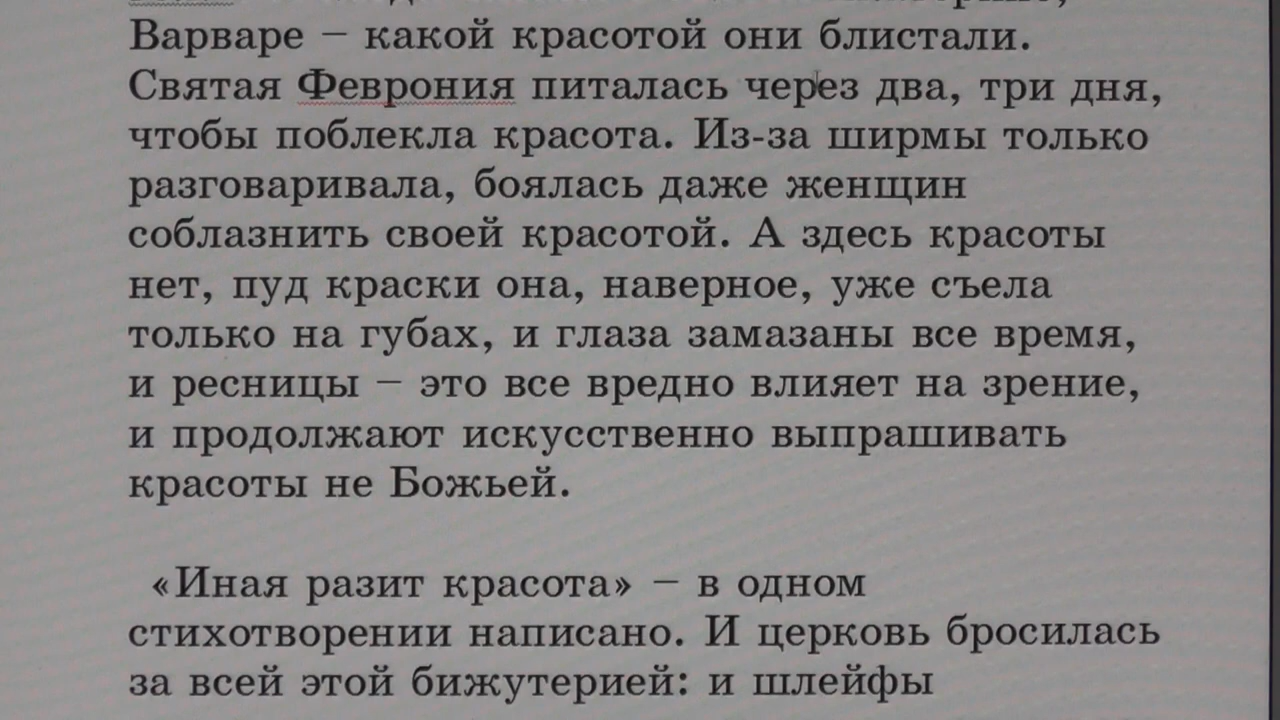 Варваре – какой красотой они блистали.
Святая Феврония питалась через два, три дня,
чтобы поблекла красота. Из-за ширмы только
разговаривала, боялась даже женщин
соблазнить своей красотой. А здесь красоты
нет, пуд краски она, наверное, уже съела
только на губах, и глаза замазаны все время,
и ресницы – это все вредно влияет на зрение,
и продолжают искусственно выпрашивать
красоты не Божьей.
«Иная разит красота» – в одном
стихотворении написано. И церковь бросилась
за всей этой бижутерией: и шлейфы